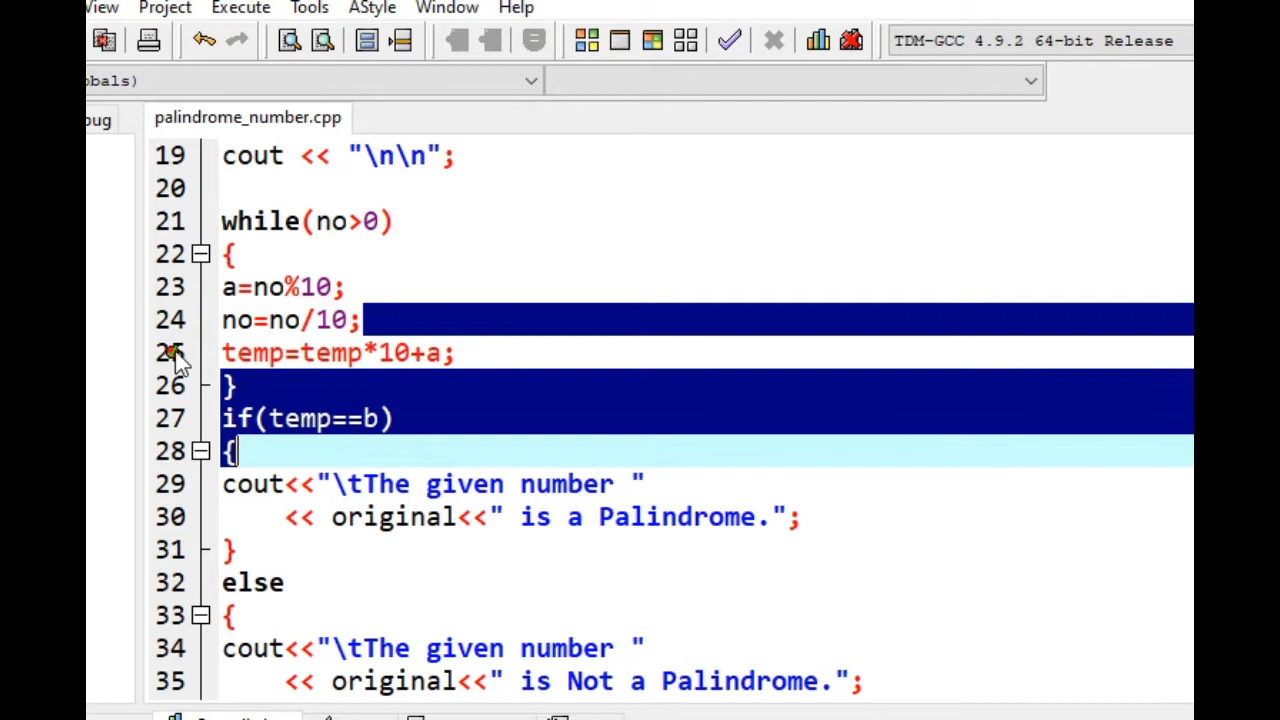 View Project Execute Tools AStyle Window Help
TDM-GCC 4.9.2 64-bit Release
obals)
bug palindrome_number.cpp
19 cout << "\n\n";
20
21 while(no>0)
22 {
23 a=no%10;
24 no=no/10;
25 temp=temp*10+a;
26 }
27 if(temp==b)
28 {
29 cout<<"\tThe given number "
30 << original<<" is a Palindrome.";
31 }
32 else
33 {
34 cout<<"\tThe given number "
35 << original<<" is Not a Palindrome.";